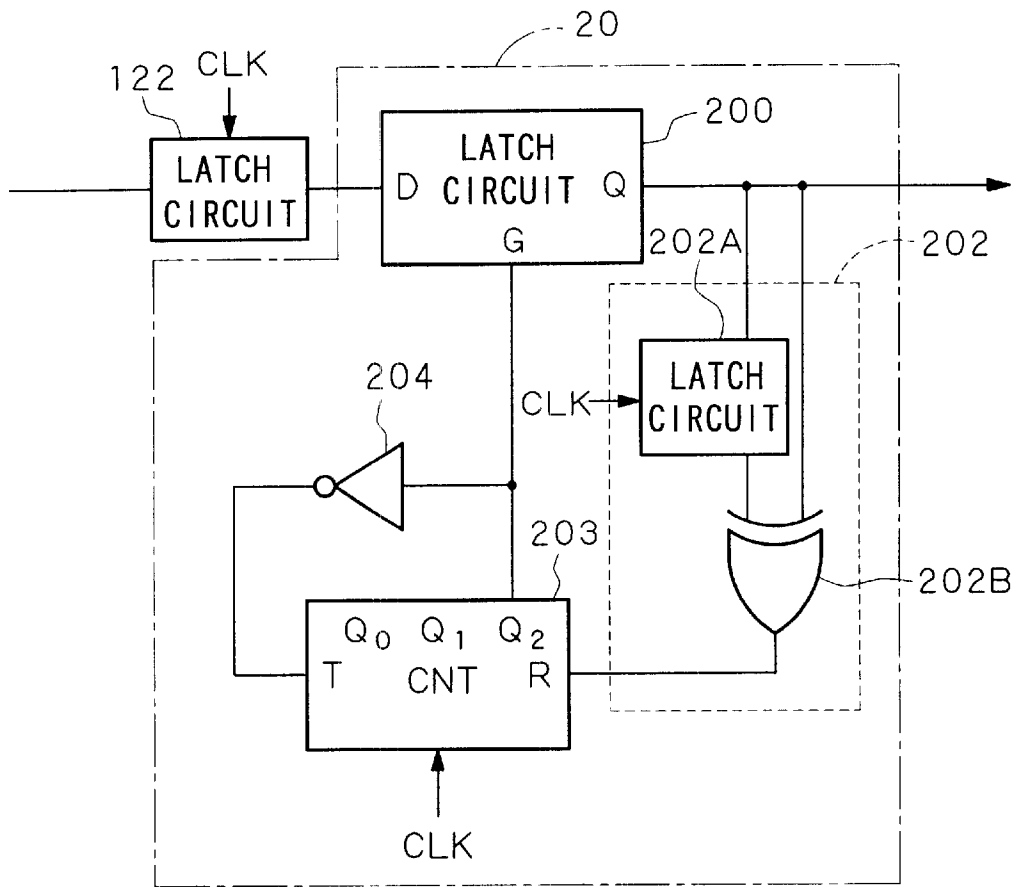 20
CLK
122
200
LATCH
CIRCUIT
D
LATCH
CIRCUIT
Q
G
202A
202
204
CLK
LATCH
CIRCUIT
203
202B
Q0 Q1 Q2
T CNT R
CLK